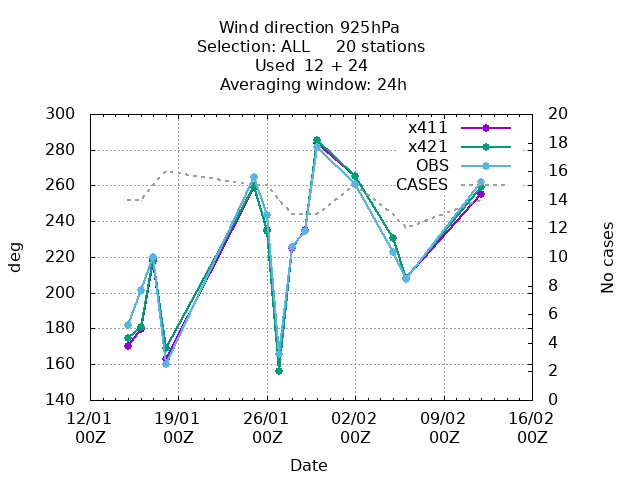 Wind direction 925hPa
Selection: ALL     20 stations
Used  12 + 24
Averaging window: 24h
300
280
260
240
220
200
180
160
140
20
18
16
14
12
10
8
6
4
2
0
x411
x421
OBS
CASES
deg
No cases
12/01 19/01 26/01 02/02 09/02 16/02
00Z 00Z 00Z 00Z 00Z 00Z
Date